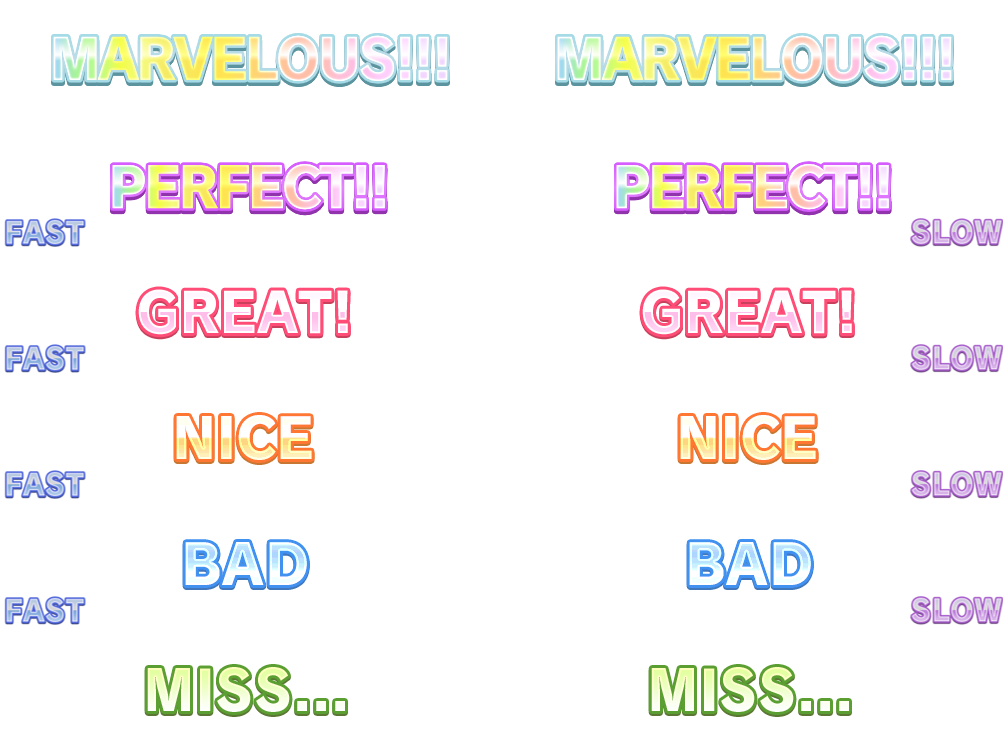 MARVELOUS!!! MARVELOUS!!!
PERFECT!! PERFECT!!
FAST SLOW
GREAT! GREAT!
FAST SLOW
NICE NICE
FAST SLOW
BAD BAD
FAST SLOW
MISS... MISS...